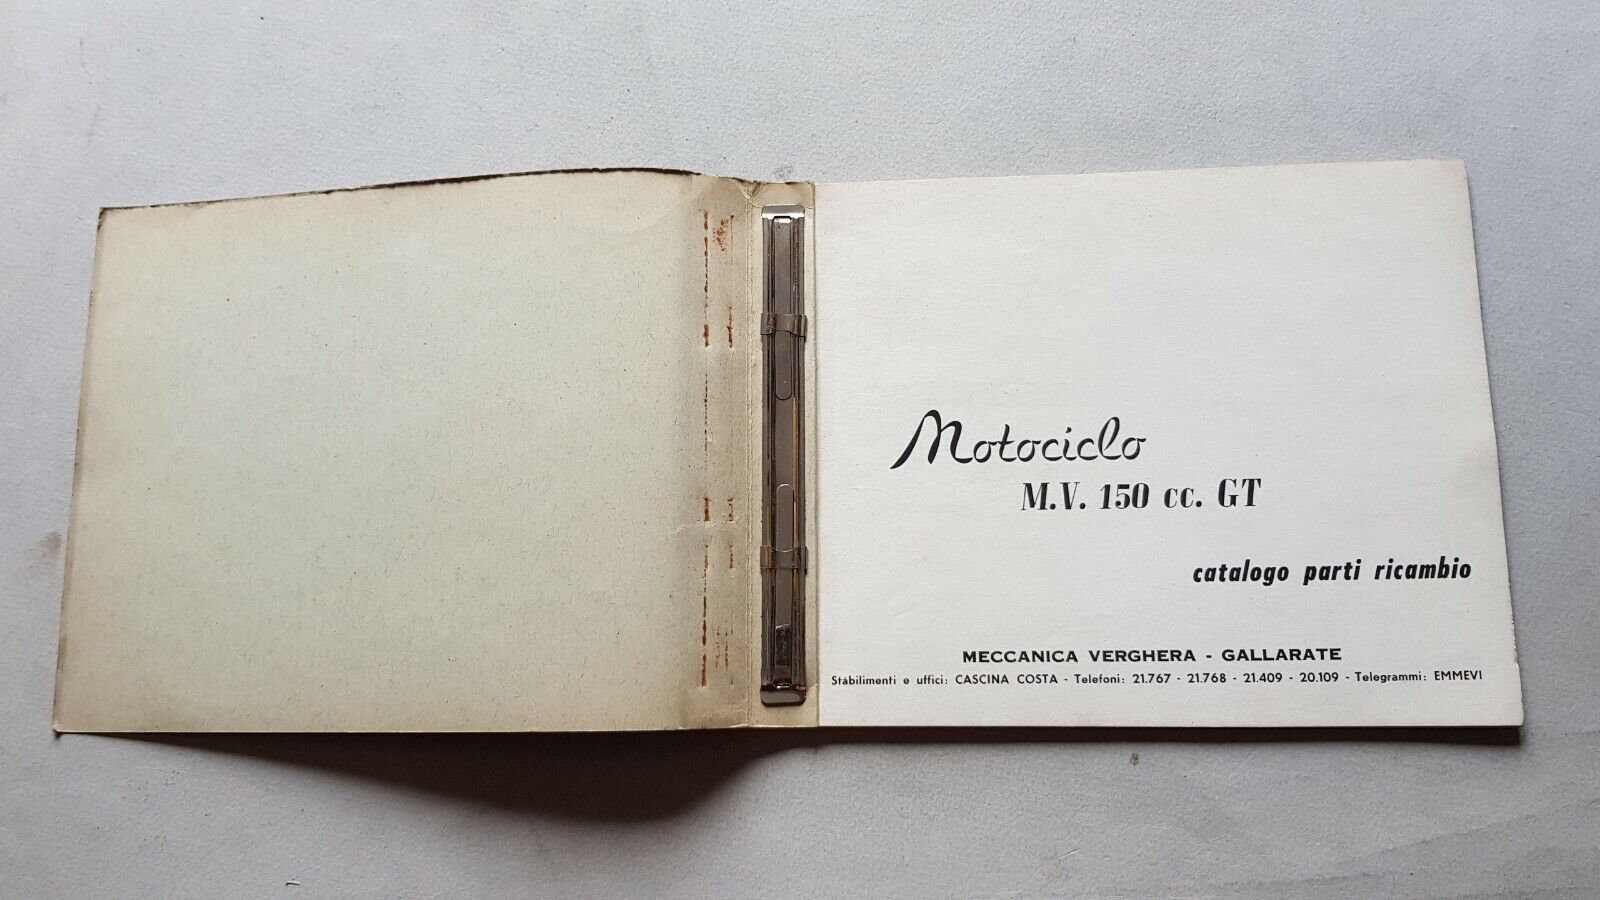 Motociclo
M.V. 150 cc. GT
catalogo parti ricambio
MECCANICA VERGHERA - GALLARATE
Stabilimenti e uffici: CASCINA COSTA - Telefoni: 21.767 - 21.768 - 21.409 - 20.109 - Telegrammi: EMMEVI